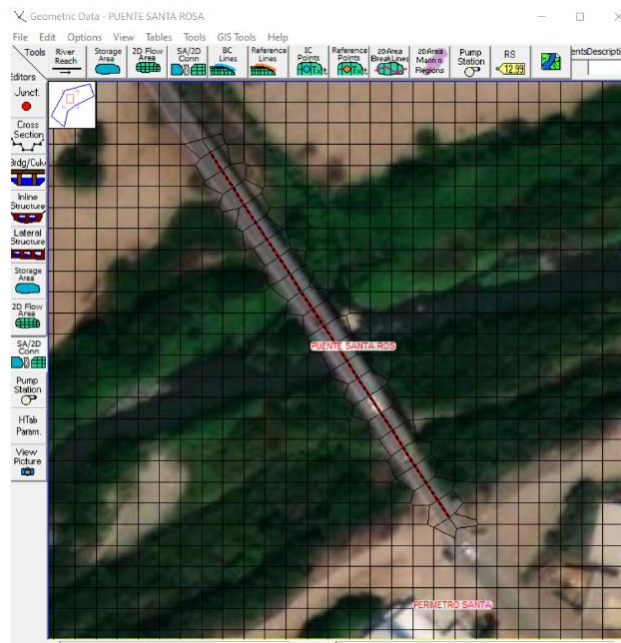 Geometric Data - PUENTE SANTA ROSA
File Edit Options View Tables Tools GIS Tools Help
Tools River Reach Storage Area 2D Flow Area SA/2D Conn BC Lines Reference Lines IC Points Reference Points 2D Area BreakLines 2D Area Mann n Regions Pump Station RS 12.99 entsDescripti
Editors
Junct.
Cross
Section
Brdg/Culv
Inline
Structure
Lateral
Structure
Storage
Area
2D Flow
Area
SA/2D
Conn
Pump
Station
HTab
Param.
View
Picture
PUENTE SANTA ROS
PERIMETRO SANTA